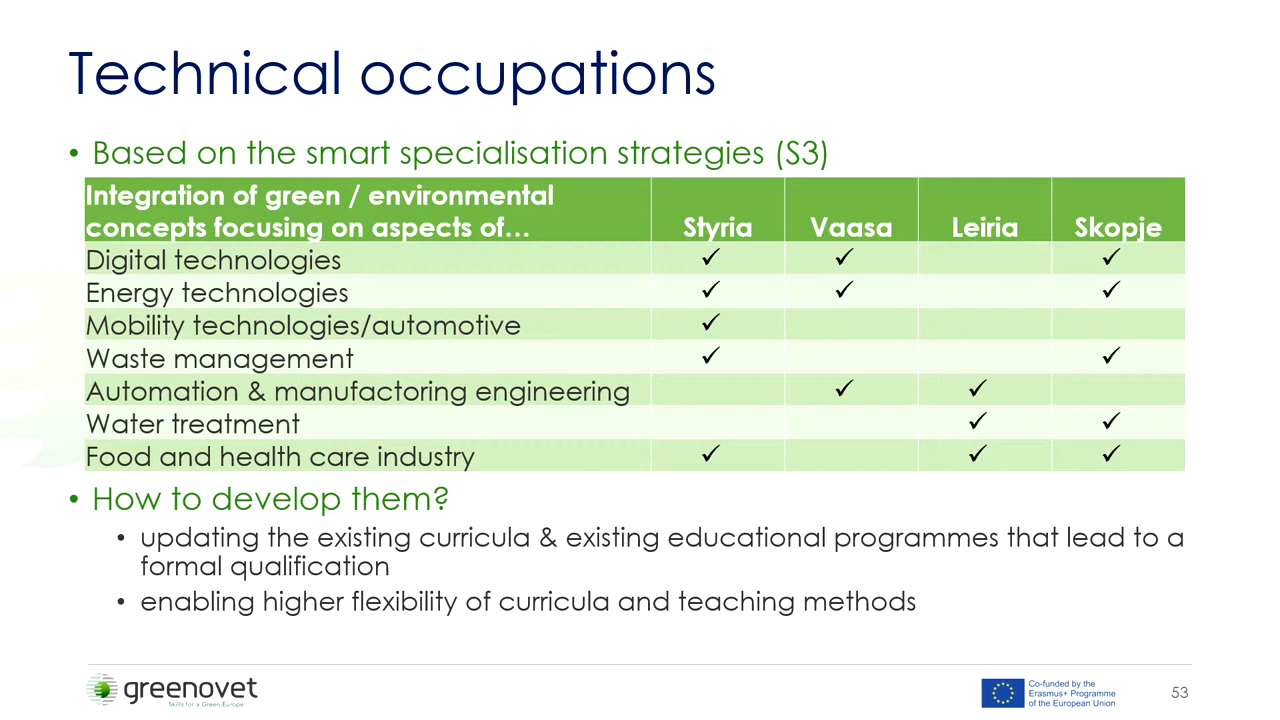 Technical occupations
• Based on the smart specialisation strategies (S3)
Integration of green / environmental
concepts focusing on aspects of… Styria Vaasa Leiria Skopje
Digital technologies ✓ ✓ ✓
Energy technologies ✓ ✓ ✓
Mobility technologies/automotive ✓
Waste management ✓ ✓
Automation & manufactoring engineering ✓ ✓
Water treatment ✓ ✓
Food and health care industry ✓ ✓ ✓
• How to develop them?
• updating the existing curricula & existing educational programmes that lead to a
formal qualification
• enabling higher flexibility of curricula and teaching methods
greenovet
Skills for a Green Europe
Co-funded by the
Erasmus+ Programme
of the European Union
53